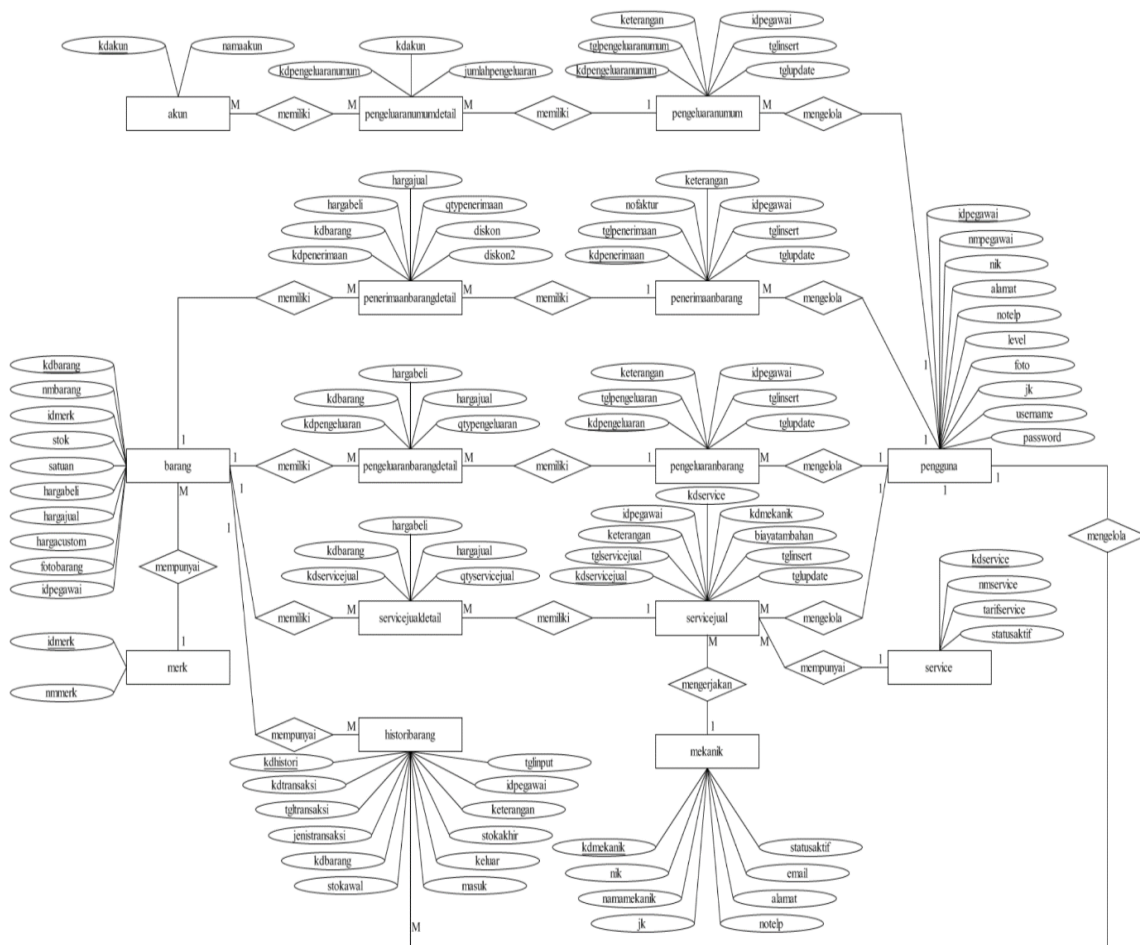 keterangan
idpegawai
kdakun
namaakun
kdakun
tglpengeluaranumum
tglinsert
kdpengeluaranumum
jumlahpengeluaran
kdpengeluaranumum
tglupdate
akun
M
memiliki
M
pengeluaranumumdetail
M
memiliki
1
pengeluaranumum
M
mengelola
hargajual
keterangan
hargabeli
qtypenerimaan
nofaktur
idpegawai
kdbarang
diskon
tglpenerimaan
tglinsert
kdpenerimaan
diskon2
kdpenerimaan
tglupdate
memiliki
M
penerimaanbarangdetail
M
memiliki
1
penerimaanbarang
M
mengelola
idpegawai
nmpegawai
nik
alamat
notelp
level
foto
jk
username
password
1
1
1
kdbarang
nmbarang
idmerk
stok
satuan
hargabeli
hargajual
hargacustom
fotobarang
idpegawai
hargabeli
keterangan
idpegawai
kdbarang
hargajual
tglpengeluaran
tglinsert
kdpengeluaran
qtypengeluaran
kdpengeluaran
tglupdate
1
barang
1
memiliki
M
pengeluaranbarangdetail
M
memiliki
1
pengeluaranbarang
M
mengelola
1
pengguna
1
1
1
M
1
mengelola
mempunyai
kdservice
hargabeli
idpegawai
kdmekanik
kdbarang
hargajual
keterangan
biayatambahan
kdservicejual
qtyservicejual
tglservicejual
tglinsert
kdservicejual
tglupdate
kdservice
nmservice
tarifservice
statusaktif
1
memiliki
M
servicejualdetail
M
memiliki
1
servicejual
M
mengelola
M
mempunyai
1
service
idmerk
1
merk
nmmerk
M
mengerjakan
1
mempunyai
M
historibarang
mekanik
kdhistori
tglinput
kdtransaksi
idpegawai
tgltransaksi
keterangan
jenistransaksi
stokakhir
kdbarang
keluar
stokawal
masuk
M
kdmekanik
statusaktif
nik
email
namamekanik
alamat
jk
notelp